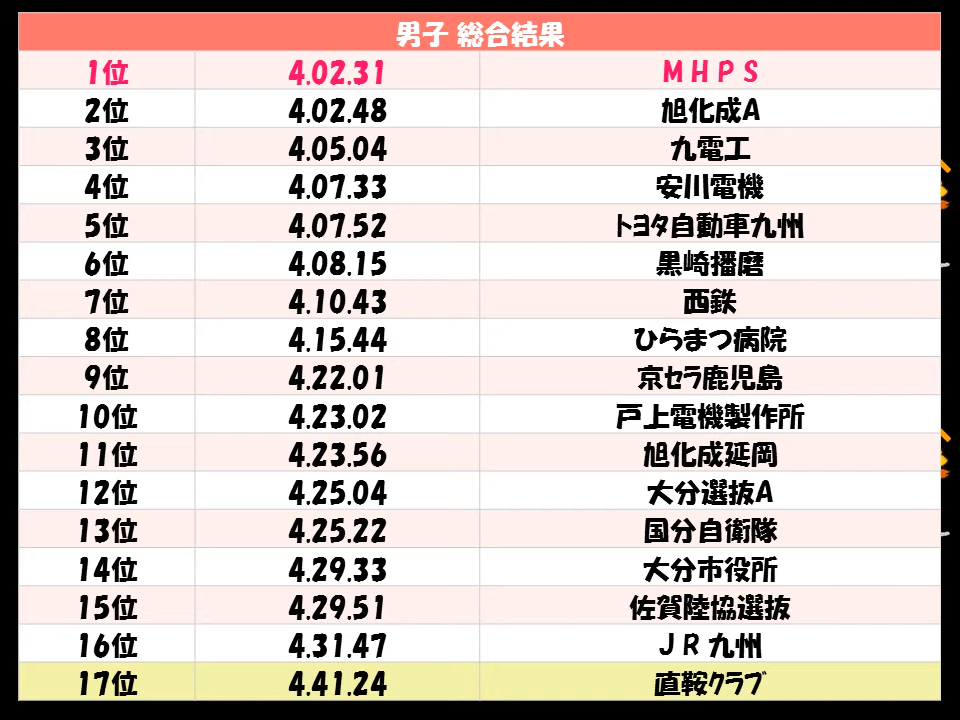 男子 総合結果
1位 4.02.31 ＭＨＰＳ
2位 4.02.48 旭化成A
3位 4.05.04 九電工
4位 4.07.33 安川電機
5位 4.07.52 ﾄﾖﾀ自動車九州
6位 4.08.15 黒崎播磨
7位 4.10.43 西鉄
8位 4.15.44 ひらまつ病院
9位 4.22.01 京ｾﾗ鹿児島
10位 4.23.02 戸上電機製作所
11位 4.23.56 旭化成延岡
12位 4.25.04 大分選抜A
13位 4.25.22 国分自衛隊
14位 4.29.33 大分市役所
15位 4.29.51 佐賀陸協選抜
16位 4.31.47 ＪＲ九州
17位 4.41.24 直鞍ｸﾗﾌﾞ